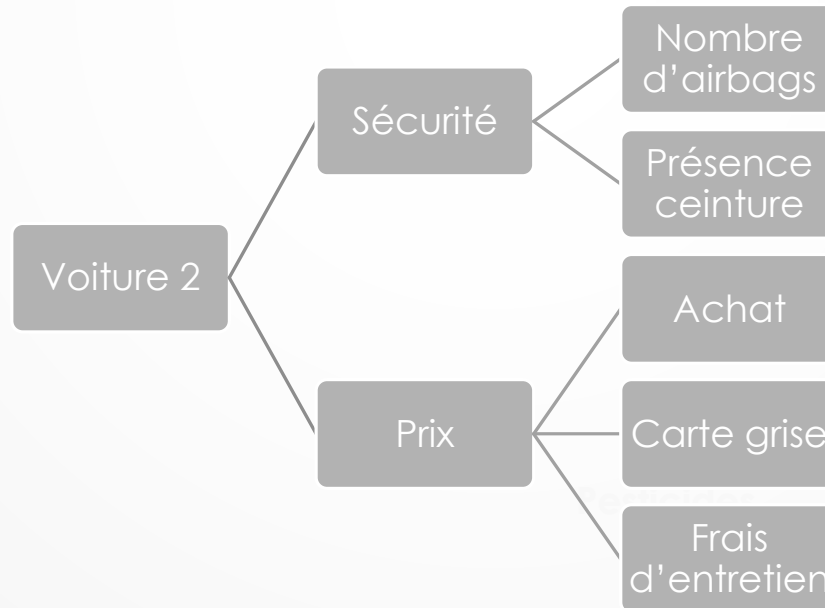 Nombre
d'airbags
Sécurité
Présence
ceinture
Voiture 2
Achat
Prix
Carte grise
Frais
d'entretien